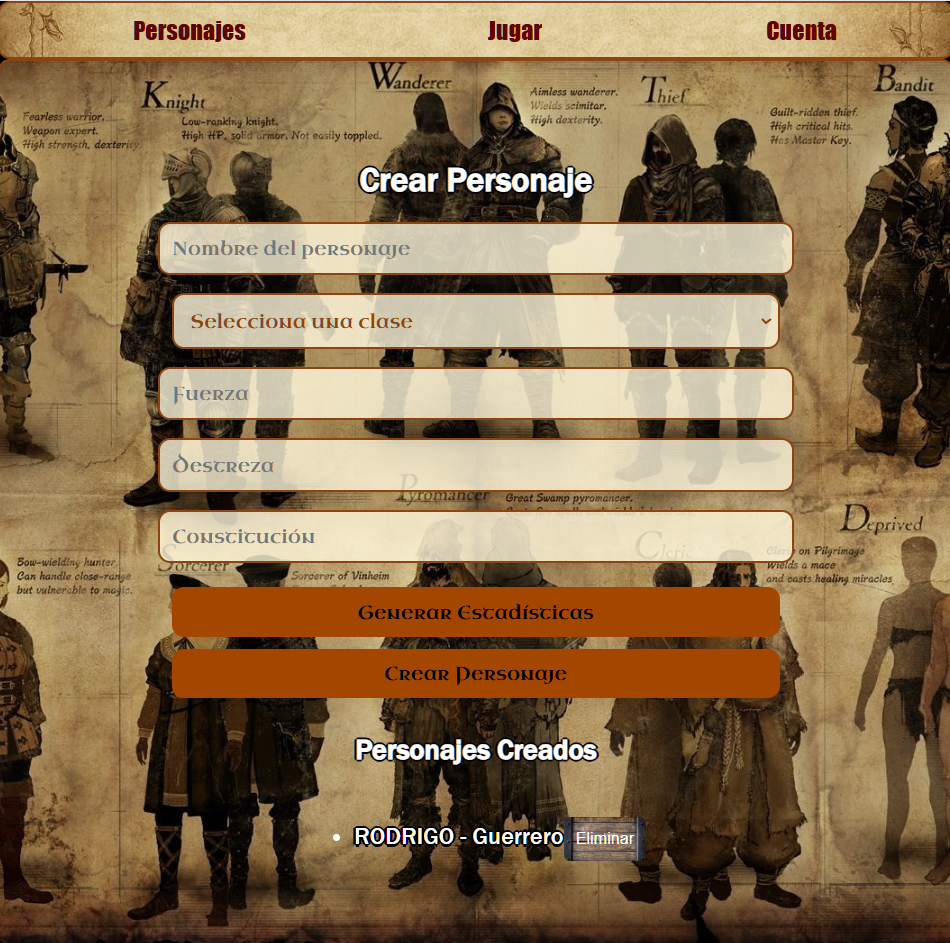 Personajes Jugar Cuenta
Knight
Wanderer
Thief
Bandit
Fearless warrior.
Weapon expert.
High strength, dexterity.
Low-ranking knight.
High HP, solid armor. Not easily toppled.
Aimless wanderer.
Wields scimitar.
High dexterity.
Guilt-ridden thief.
High critical hits.
Has Master Key.
Crear Personaje
Nombre del personaje
Selecciona una clase
Fuerza
Destreza
Pyromancer
Great Swamp pyromancer.
Constitución
Deprived
Sorcerer
Sorcerer of Vinheim
Cleric
Cleric on Pilgrimage
Wields a mace
and casts healing miracles
Bow-wielding hunter.
Can handle close-range
but vulnerable to magic.
Generar Estadísticas
Crear Personaje
Personajes Creados
RODRIGO - Guerrero Eliminar